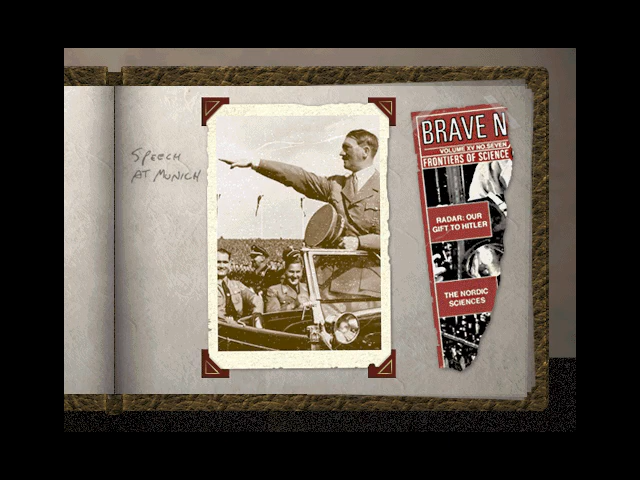 SPEECH
AT MUNICH
BRAVE N
VOLUME XV NO. SEVEN
FRONTIERS OF SCIENCE
RADAR: OUR
GIFT TO HITLER
THE NORDIC
SCIENCES